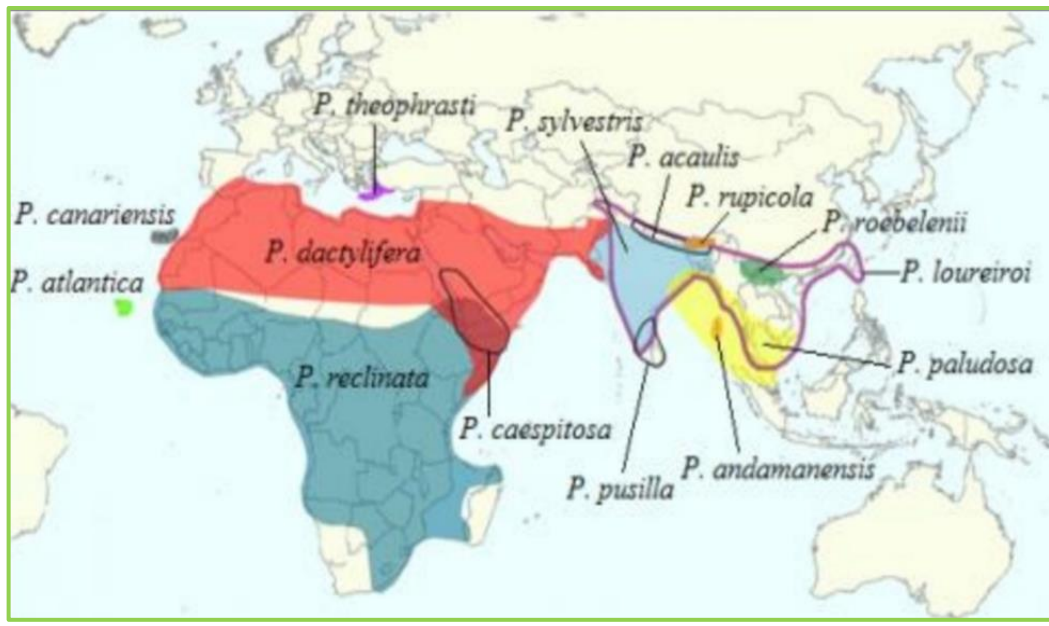 P. theophrasti
P. sylvestris
P. acaulis
P. rupicola
P. canariensis
P. roebelenii
P. dactylifera
P. loureiroi
P. atlantica
P. reclinata
P. paludosa
P. caespitosa
P. andamanensis
P. pusilla